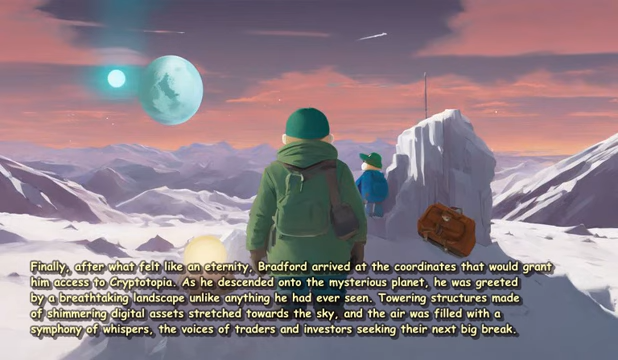 Finally, after what felt like an eternity, Bradford arrived at the coordinates that would grant
him access to Cryptotopia. As he descended onto the mysterious planet, he was greeted
by a breathtaking landscape unlike anything he had ever seen. Towering structures made
of shimmering digital assets stretched towards the sky, and the air was filled with a
symphony of whispers, the voices of traders and investors seeking their next big break.